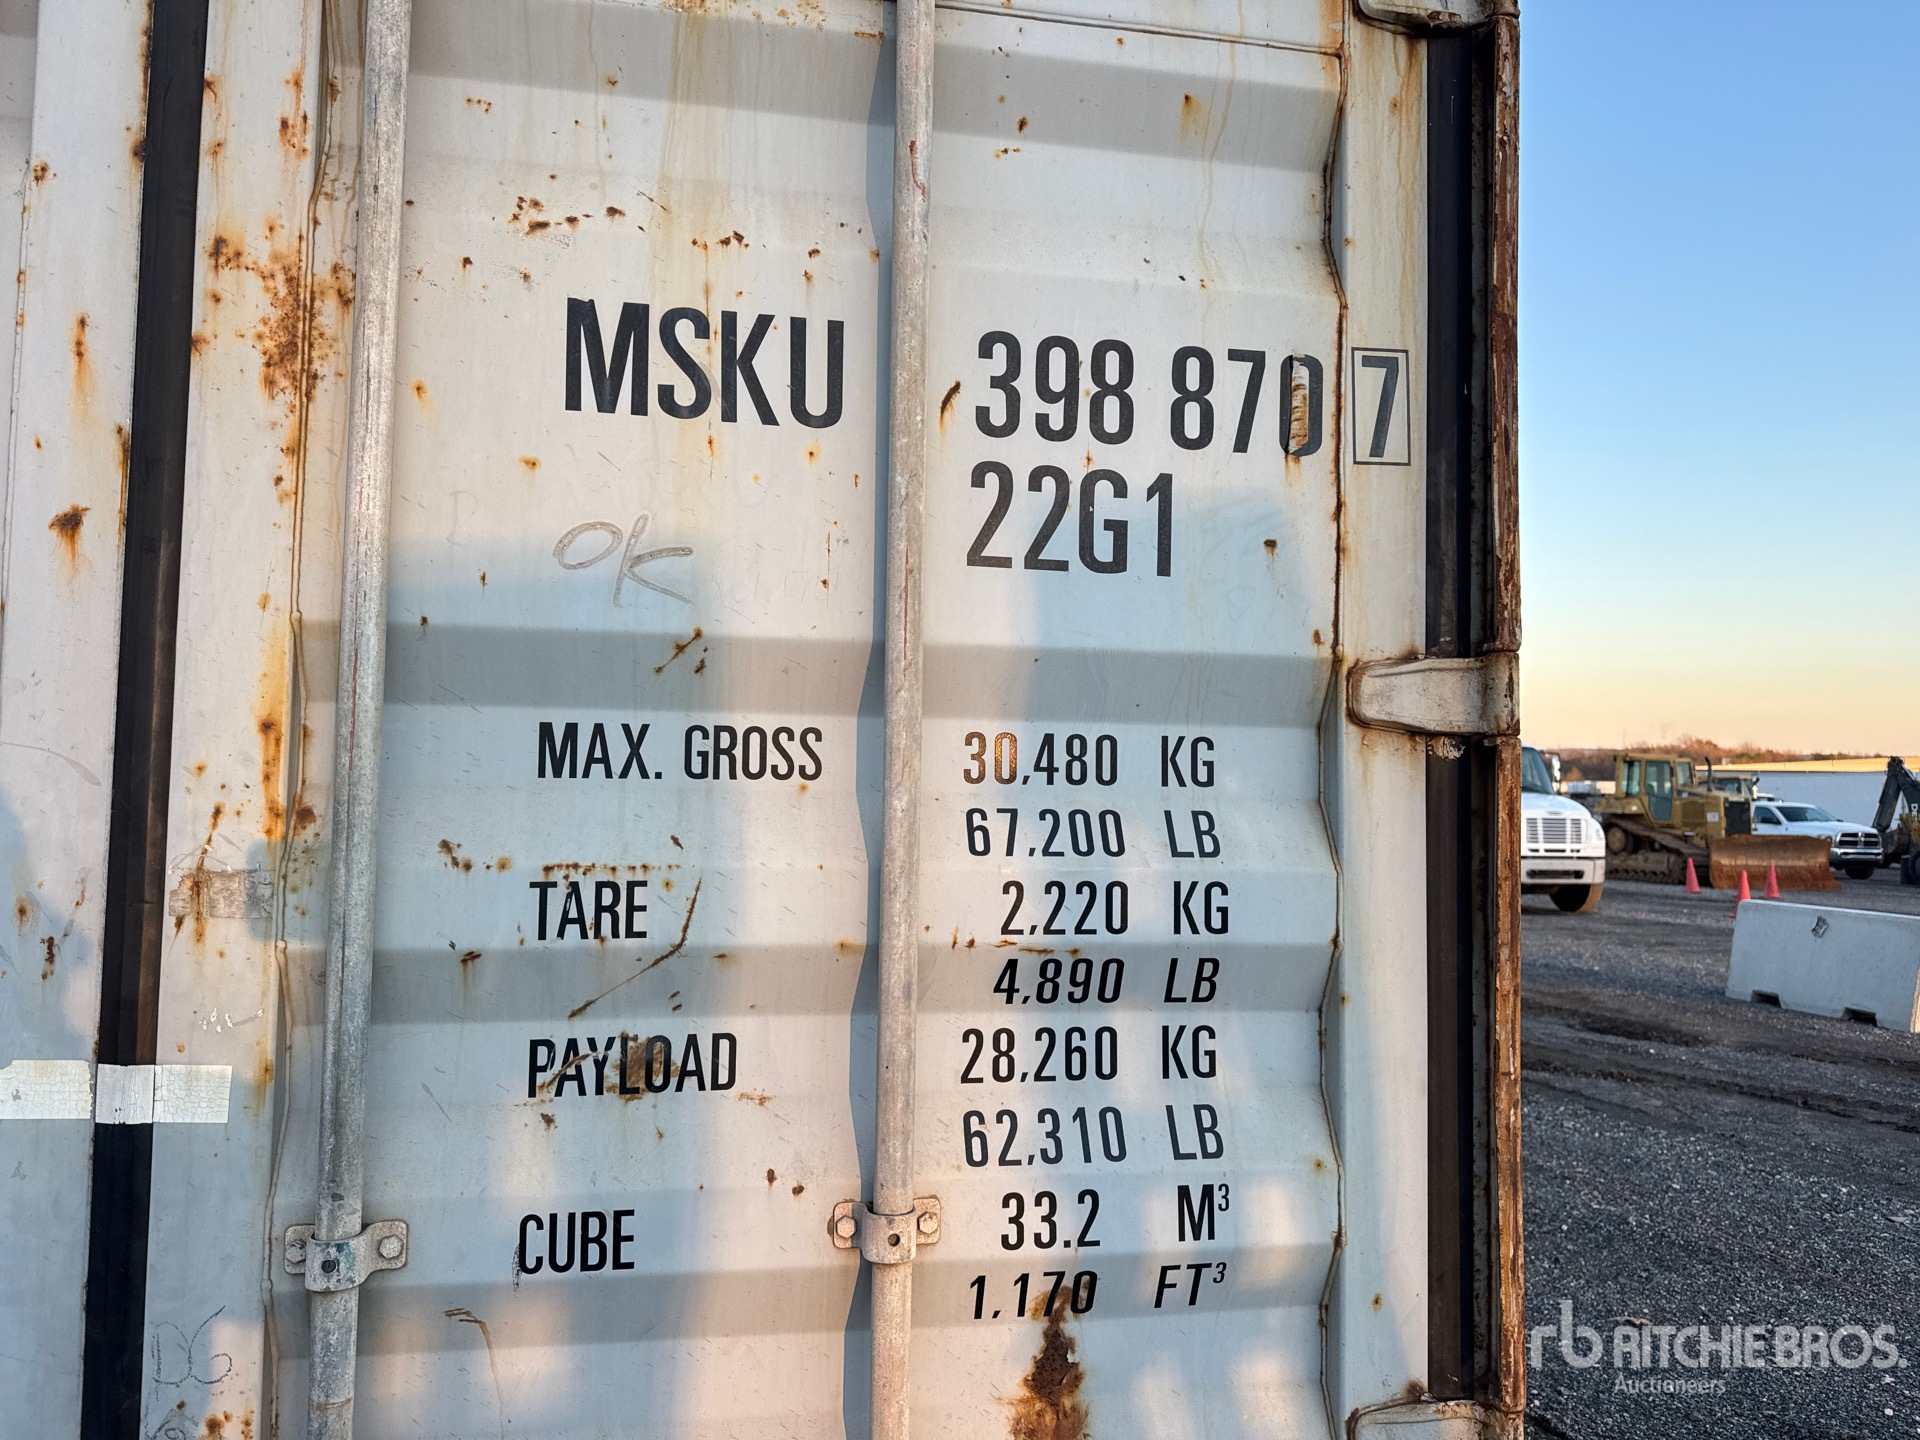 MSKU 398 870 7
22G1
OK
MAX. GROSS 30,480 KG
67,200 LB
TARE 2,220 KG
4,890 LB
PAYLOAD 28,260 KG
62,310 LB
CUBE 33.2 M³
1,170 FT³
rb RITCHIE BROS.
Auctioneers